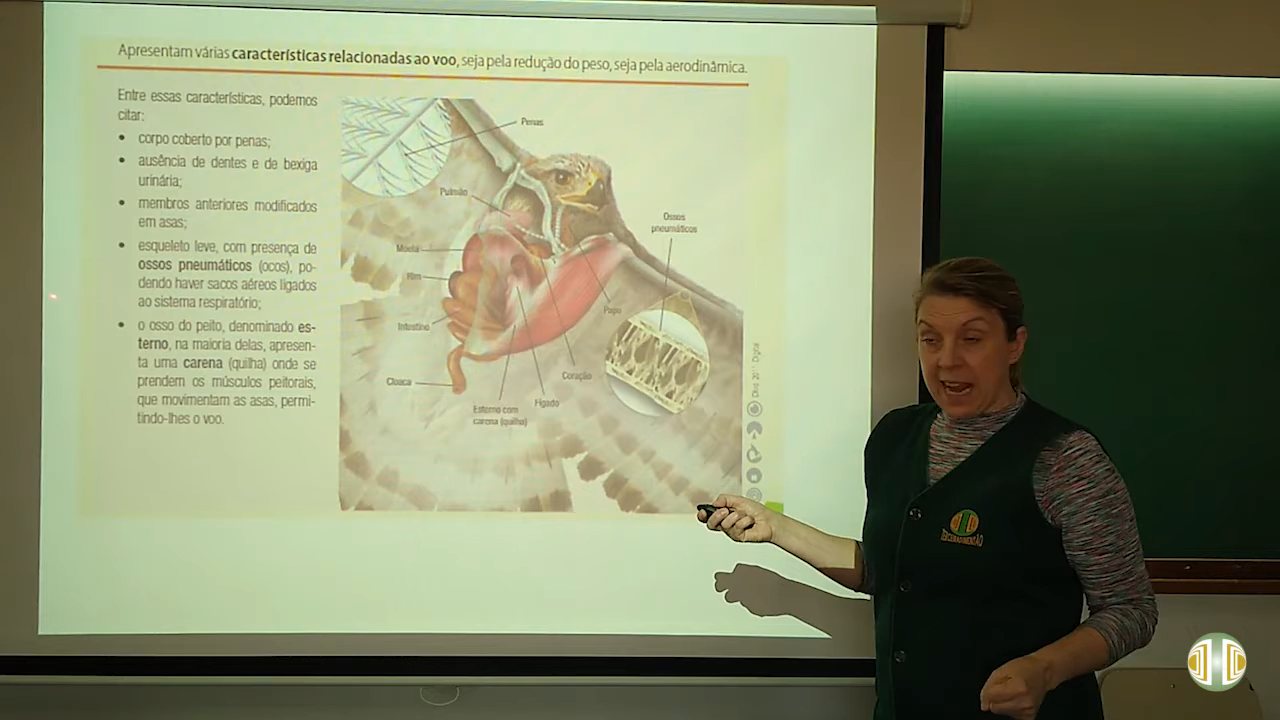 Apresentam várias características relacionadas ao voo, seja pela redução do peso, seja pela aerodinâmica.
Entre essas características, podemos
citar:
• corpo coberto por penas;
• ausência de dentes e de bexiga
urinária;
• membros anteriores modificados
em asas;
• esqueleto leve, com presença de
ossos pneumáticos (ocos), po-
dendo haver sacos aéreos ligados
ao sistema respiratório;
• o osso do peito, denominado es-
terno, na maioria delas, apresen-
ta uma carena (quilha) onde se
prendem os músculos peitorais,
que movimentam as asas, permi-
tindo-lhes o voo.
Penas
Pulmão
Ossos
pneumáticos
Moela
Rim
Papo
Intestino
Coração
Cloaca
Fígado
Esterno com
carena (quilha)
Digital
TERCEIRADIMENSÃO